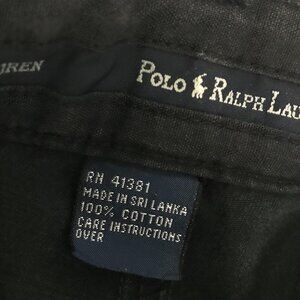 UREN POLO RALPH LAU
RN 41381
MADE IN SRI LANKA
100% COTTON
CARE INSTRUCTIONS
OVER